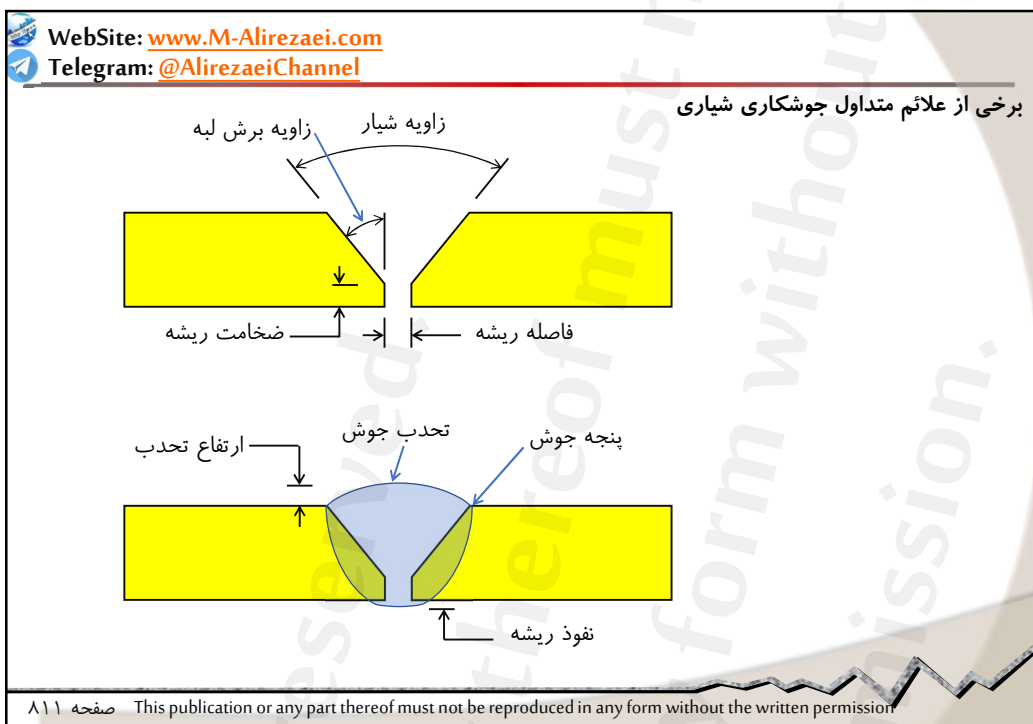 WebSite: www.M-Alirezaei.com
Telegram: @AlirezaeiChannel
برخی از علائم متداول جوشکاری شیاری
زاویه شیار
زاویه برش لبه
ضخامت ریشه
فاصله ریشه
تحدب جوش
پنجه جوش
ارتفاع تحدب
نفوذ ریشه
صفحه ۸۱۱ This publication or any part thereof must not be reproduced in any form without the written permission